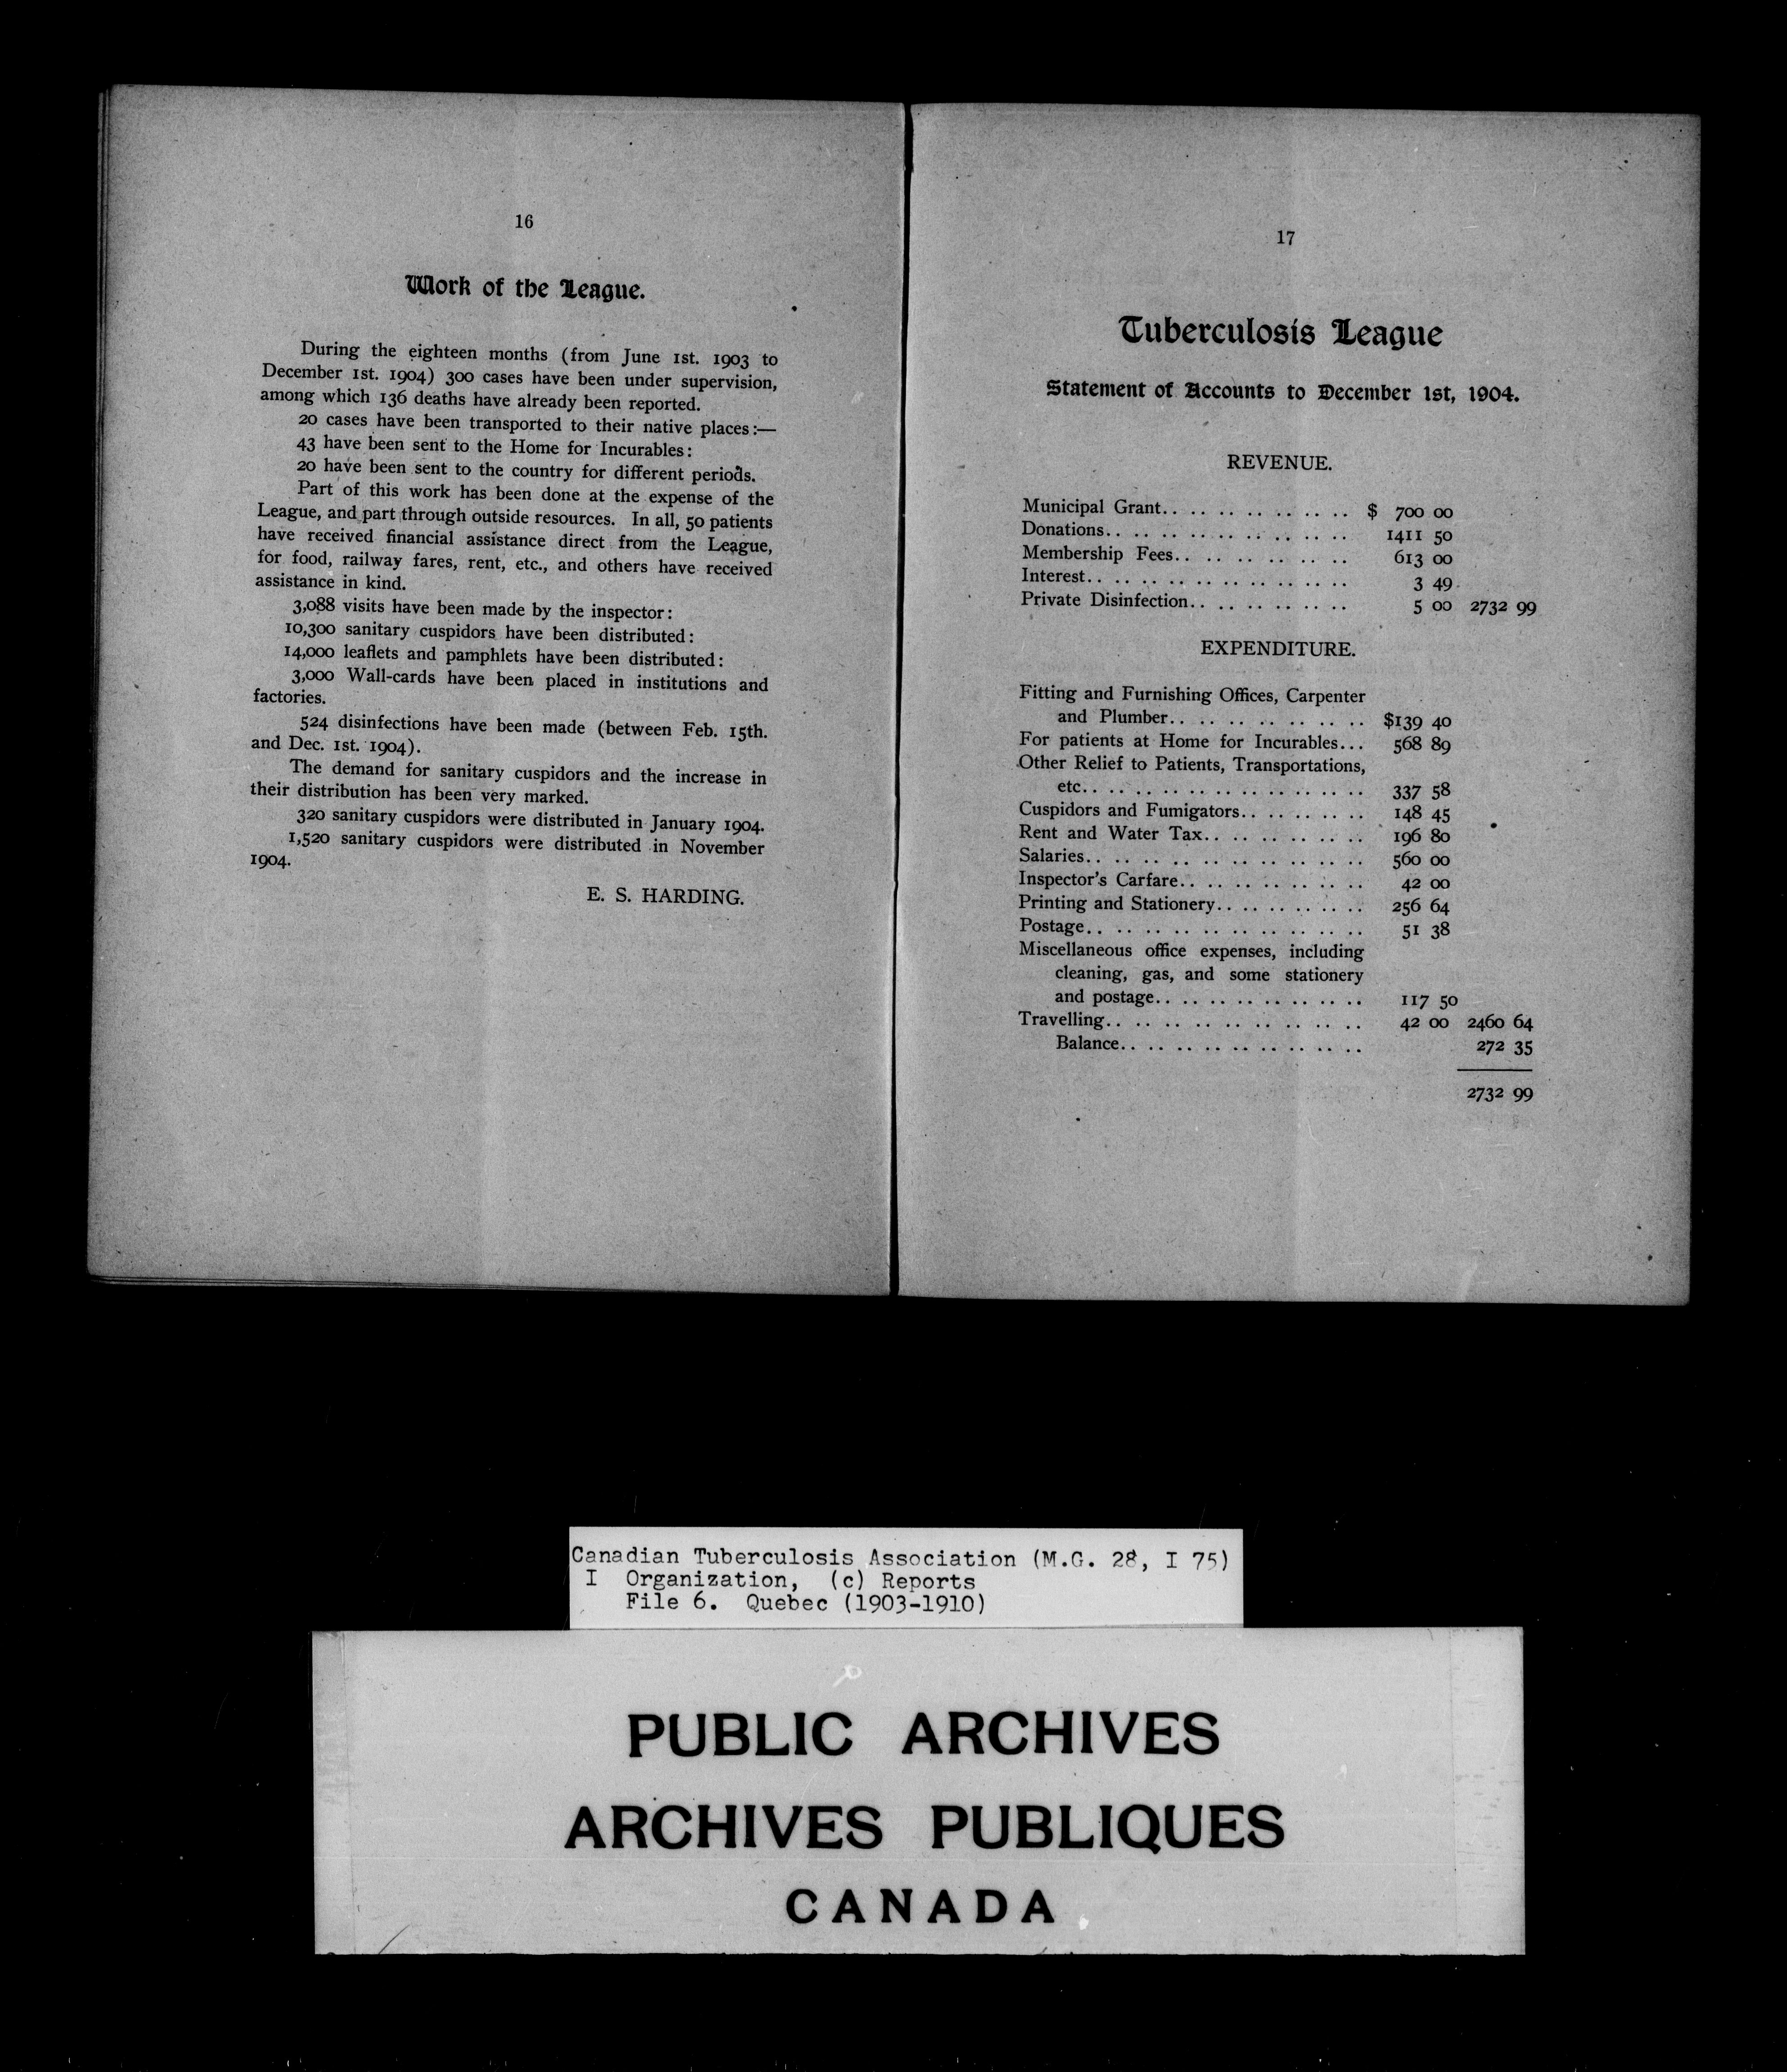 16
Work of the League.
During the eighteen months (from June 1st. 1903 to
December 1st. 1904) 300 cases have been under supervision,
among which 136 deaths have already been reported.
20 cases have been transported to their native places:—
43 have been sent to the Home for Incurables:
20 have been sent to the country for different periods.
Part of this work has been done at the expense of the
League, and part through outside resources. In all, 50 patients
have received financial assistance direct from the League,
for food, railway fares, rent, etc., and others have received
assistance in kind.
3,088 visits have been made by the inspector:
10,300 sanitary cuspidors have been distributed:
14,000 leaflets and pamphlets have been distributed:
3,000 Wall-cards have been placed in institutions and
factories.
524 disinfections have been made (between Feb. 15th.
and Dec. 1st. 1904).
The demand for sanitary cuspidors and the increase in
their distribution has been very marked.
320 sanitary cuspidors were distributed in January 1904.
1,520 sanitary cuspidors were distributed in November
1904.
E. S. HARDING.
17
Tuberculosis League
Statement of Accounts to December 1st, 1904.
REVENUE.
Municipal Grant.. .. .. .. .. .. .. $ 700 00
Donations.. .. .. .. .. .. .. .. .. 1411 50
Membership Fees.. .. .. .. .. .. .. 613 00
Interest.. .. .. .. .. .. .. .. .. .. 3 49
Private Disinfection.. .. .. .. .. .. 5 00 2732 99
EXPENDITURE.
Fitting and Furnishing Offices, Carpenter
and Plumber.. .. .. .. .. .. .. $139 40
For patients at Home for Incurables... 568 89
Other Relief to Patients, Transportations,
etc.. .. .. .. .. .. .. .. .. .. .. 337 58
Cuspidors and Fumigators.. .. .. .. .. 148 45
Rent and Water Tax.. .. .. .. .. .. 196 80
Salaries.. .. .. .. .. .. .. .. .. .. 560 00
Inspector's Carfare.. .. .. .. .. .. .. 42 00
Printing and Stationery.. .. .. .. .. .. 256 64
Postage.. .. .. .. .. .. .. .. .. .. 51 38
Miscellaneous office expenses, including
cleaning, gas, and some stationery
and postage.. .. .. .. .. .. .. .. 117 50
Travelling.. .. .. .. .. .. .. .. .. 42 00 2460 64
Balance.. .. .. .. .. .. .. .. .. 272 35
2732 99
Canadian Tuberculosis Association (M.G. 28, I 75)
I Organization, (c) Reports
File 6. Quebec (1903-1910)
PUBLIC ARCHIVES
ARCHIVES PUBLIQUES
CANADA